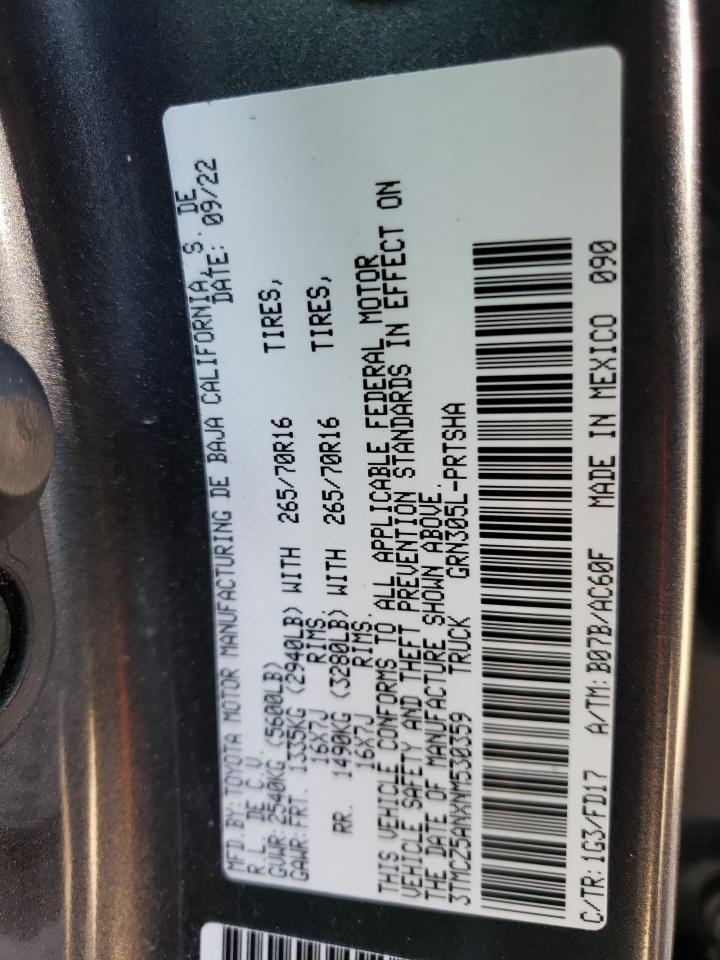 MFD BY: TOYOTA MOTOR MANUFACTURING DE BAJA CALIFORNIA, S. DE
R.L. DE C.V. DATE: 09/22
GVWR: 2540KG (5600LB)
GAWR: FRT. 1335KG (2940LB) WITH 265/70R16 TIRES,
16X7J RIMS
RR. 1490KG (3280LB) WITH 265/70R16 TIRES,
16X7J RIMS.
THIS VEHICLE CONFORMS TO ALL APPLICABLE FEDERAL MOTOR
VEHICLE SAFETY AND THEFT PREVENTION STANDARDS IN EFFECT ON
THE DATE OF MANUFACTURE SHOWN ABOVE.
3TMCZ5ANXNM530359 TRUCK GRN305L-PRTSHA
C/TR: 1G3/FD17 A/TM: B07B/AC60F MADE IN MEXICO 090